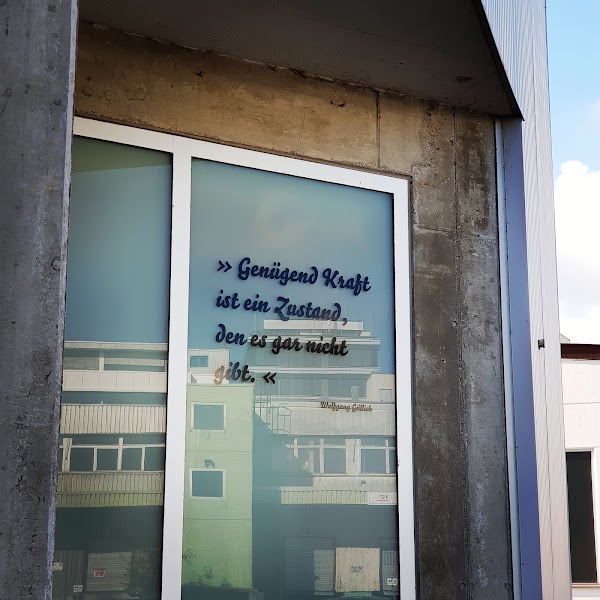 » Genügend Kraft
ist ein Zustand,
den es gar nicht
gibt. «
Wolfgang Güllich